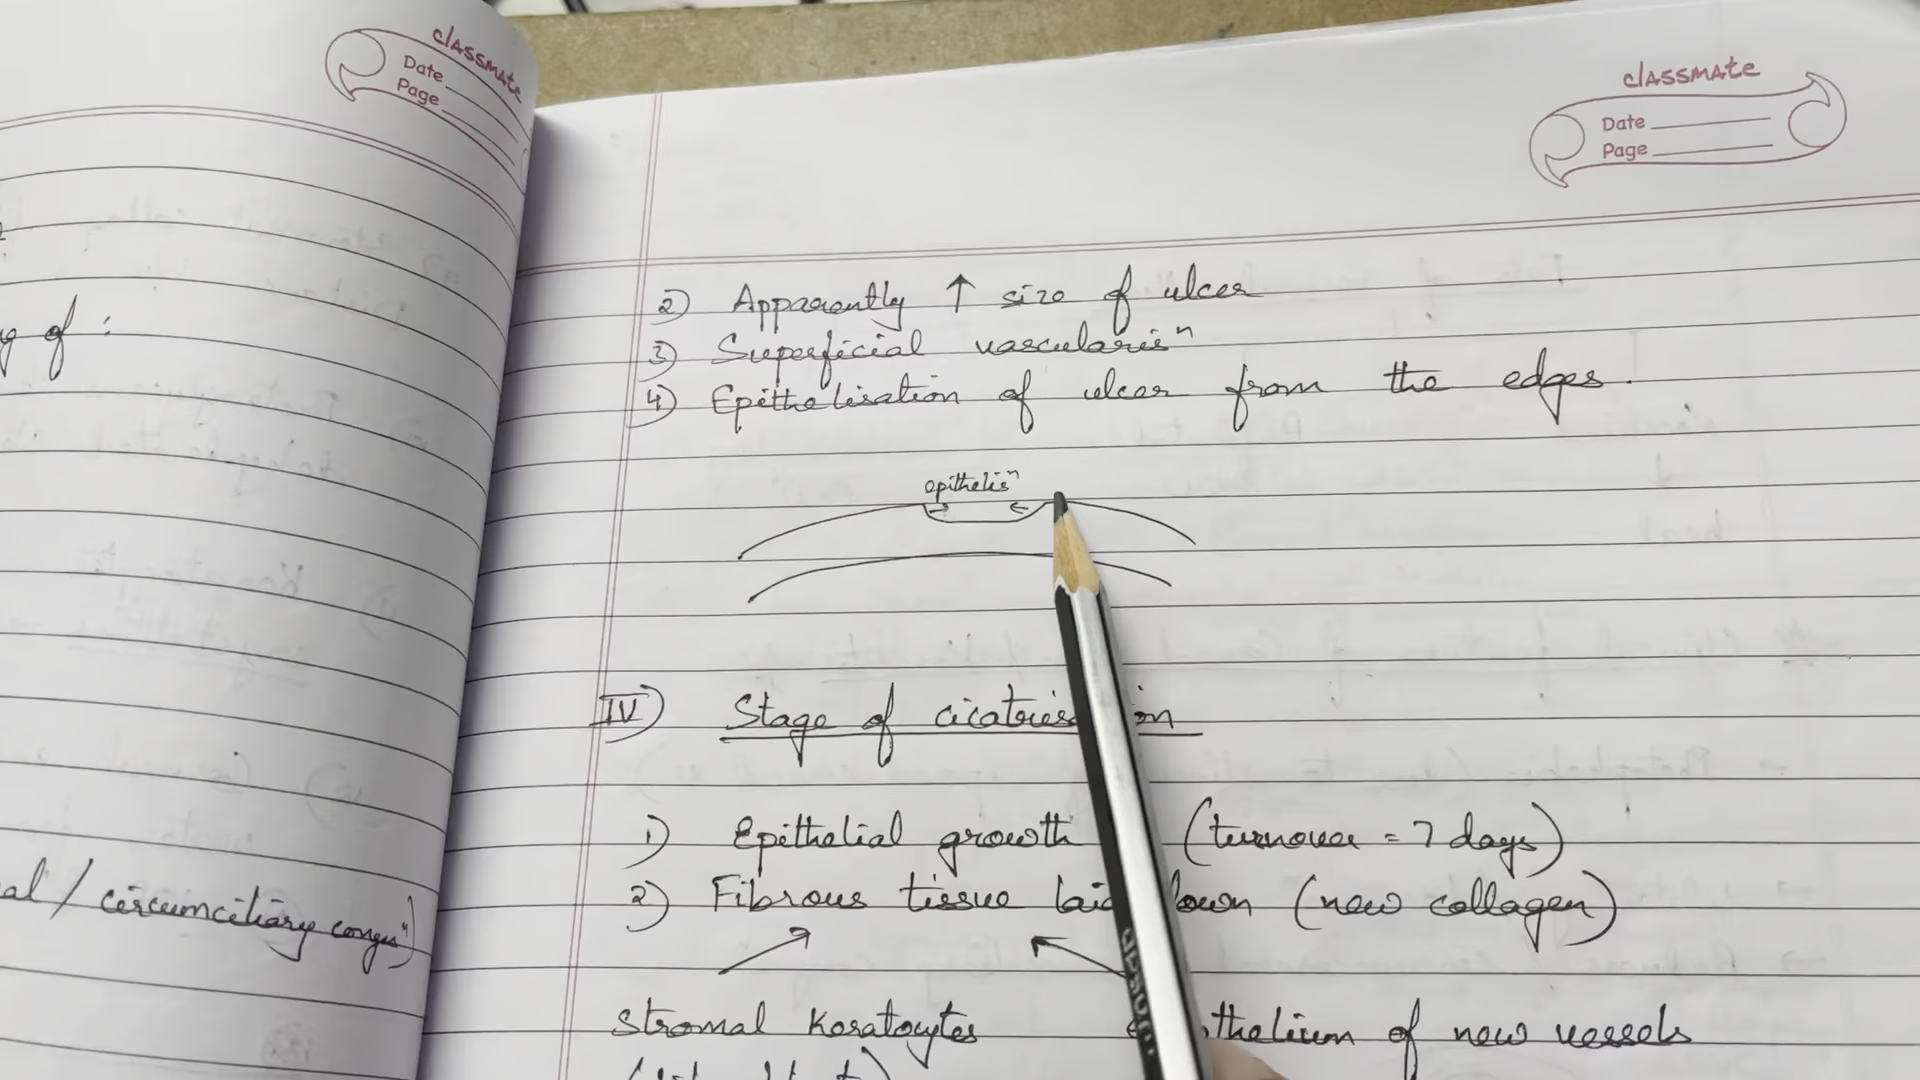 classmate
Date
Page
g of :
al / circumciliary congesⁿ)
classmate
Date
Page
2) Apparently ↑ size of ulcer
3) Superficial vascularisⁿ
4) Epithelisation of ulcer from the edges.
epithelisⁿ
IV) Stage of cicatris on
1) Epithelial growth (turnover = 7 days)
2) Fibrous tissue laid down (new collagen)
Stromal Keratocytes thelium of new vessels